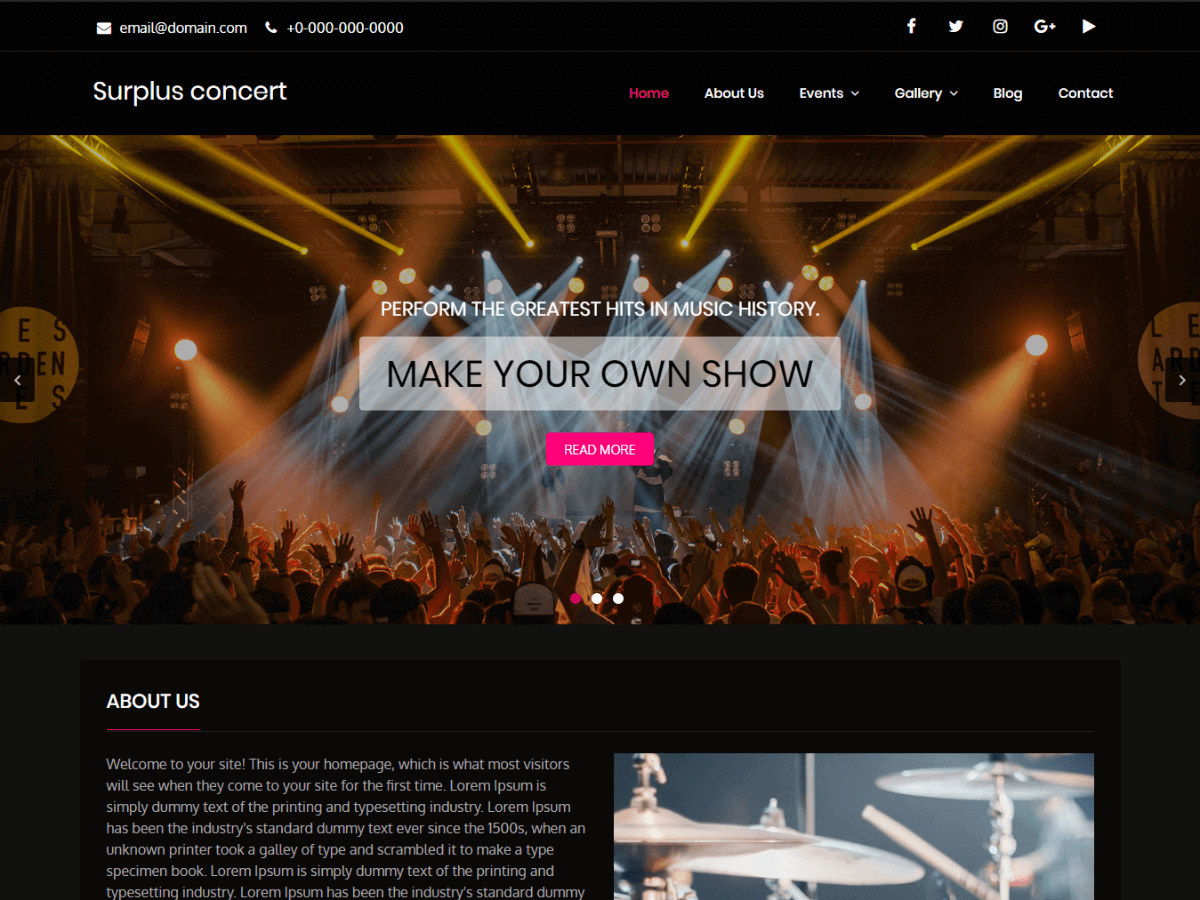 email@domain.com +0-000-000-0000
Surplus concert
Home About Us Events Gallery Blog Contact
PERFORM THE GREATEST HITS IN MUSIC HISTORY.
MAKE YOUR OWN SHOW
READ MORE
ABOUT US
Welcome to your site! This is your homepage, which is what most visitors
will see when they come to your site for the first time. Lorem Ipsum is
simply dummy text of the printing and typesetting industry. Lorem Ipsum
has been the industry's standard dummy text ever since the 1500s, when an
unknown printer took a galley of type and scrambled it to make a type
specimen book. Lorem Ipsum is simply dummy text of the printing and
typesetting industry. Lorem Ipsum has been the industry's standard dummy